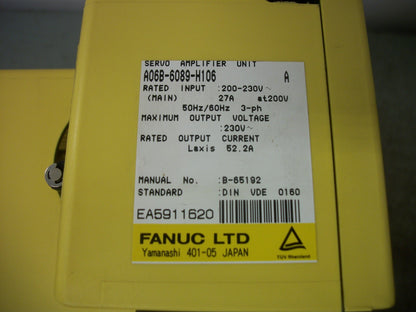 SERVO AMPLIFIER UNIT
A06B-6089-H106 A
RATED INPUT :200-230V~
(MAIN) 27A at200V
50Hz/60Hz 3-ph
MAXIMUM OUTPUT VOLTAGE
:230V~
RATED OUTPUT CURRENT
Laxis 52.2A
MANUAL No. :B-65192
STANDARD :DIN VDE 0160
EA5911620
FANUC LTD
Yamanashi 401-05 JAPAN
TÜV Rheinland